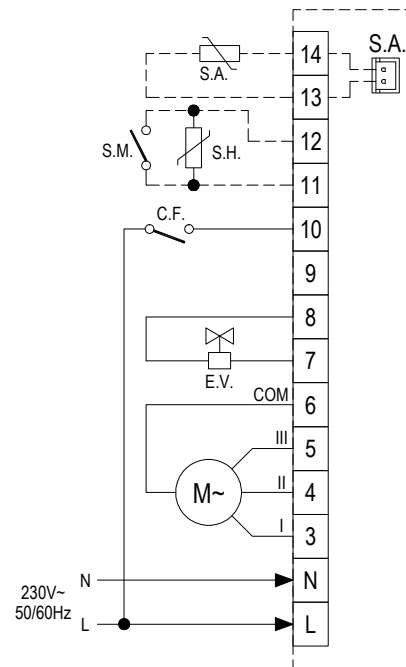 14
S.A.
S.A.
13
12
S.M.
S.H.
11
C.F.
10
9
8
7
E.V.
COM
6
III
5
M~
II
4
I
3
N
N
230V~
50/60Hz
L
L